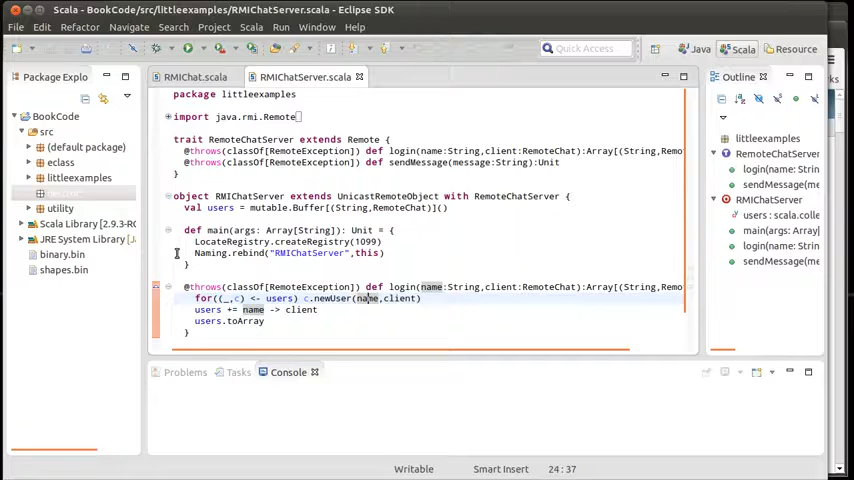 Scala - BookCode/src/littleexamples/RMIChatServer.scala - Eclipse SDK
File Edit Refactor Navigate Search Project Scala Run Window Help
Quick Access
Java
Scala
Resource
Package Explo
RMIChat.scala
RMIChatServer.scala
Outline
BookCode
src
(default package)
eclass
littleexamples
utility
Scala Library [2.9.3-
JRE System Library [Ja
binary.bin
shapes.bin
package littleexamples
import java.rmi.Remote
trait RemoteChatServer extends Remote {
@throws(classOf[RemoteException]) def login(name:String,client:RemoteChat):Array[(String,Remo
@throws(classOf[RemoteException]) def sendMessage(message:String):Unit
}
object RMIChatServer extends UnicastRemoteObject with RemoteChatServer {
val users = mutable.Buffer[(String,RemoteChat)]()
def main(args: Array[String]): Unit = {
LocateRegistry.createRegistry(1099)
Naming.rebind("RMIChatServer",this)
}
@throws(classOf[RemoteException]) def login(name:String,client:RemoteChat):Array[(String,Remo
for((_,c) <- users) c.newUser(name,client)
users += name -> client
users.toArray
}
littleexamples
RemoteChatServer
login(name:Strin
sendMessage(me
RMIChatServer
users : scala.colle
main(args: Array[
login(name:Strin
sendMessage(me
Problems
Tasks
Console
Writable
Smart Insert
24 : 37